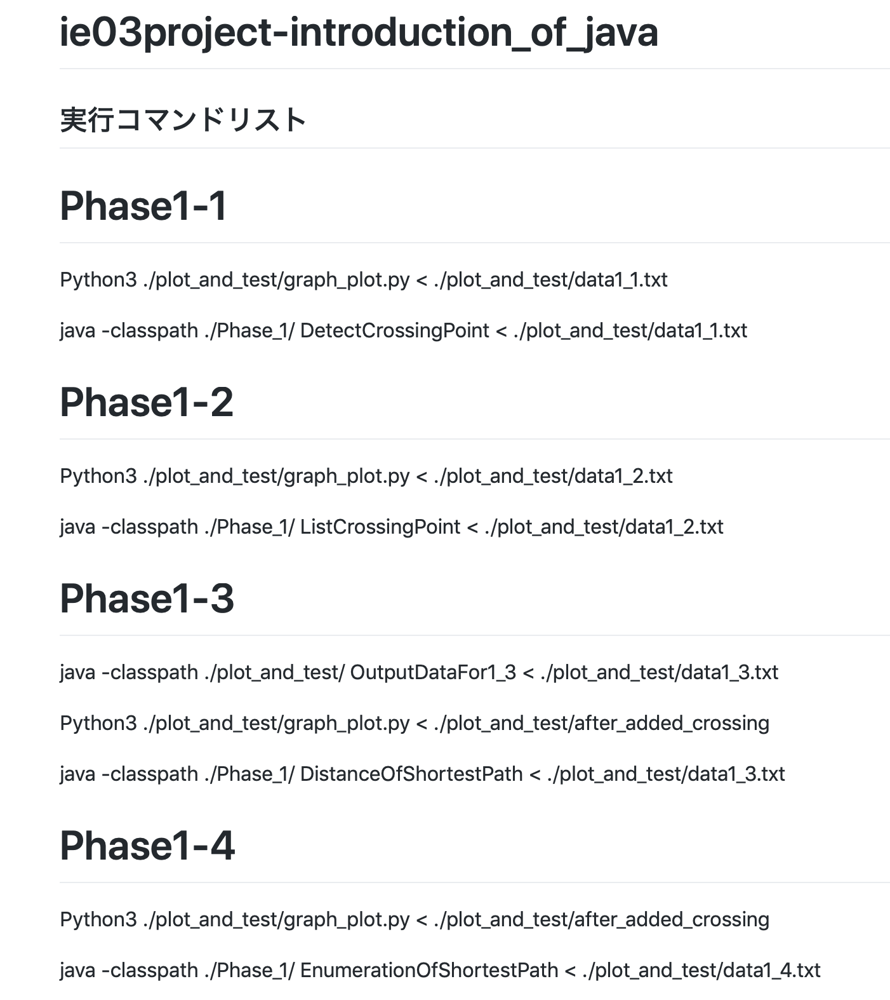 ie03project-introduction_of_java
実行コマンドリスト
Phase1-1
Python3 ./plot_and_test/graph_plot.py < ./plot_and_test/data1_1.txt
java -classpath ./Phase_1/ DetectCrossingPoint < ./plot_and_test/data1_1.txt
Phase1-2
Python3 ./plot_and_test/graph_plot.py < ./plot_and_test/data1_2.txt
java -classpath ./Phase_1/ ListCrossingPoint < ./plot_and_test/data1_2.txt
Phase1-3
java -classpath ./plot_and_test/ OutputDataFor1_3 < ./plot_and_test/data1_3.txt
Python3 ./plot_and_test/graph_plot.py < ./plot_and_test/after_added_crossing
java -classpath ./Phase_1/ DistanceOfShortestPath < ./plot_and_test/data1_3.txt
Phase1-4
Python3 ./plot_and_test/graph_plot.py < ./plot_and_test/after_added_crossing
java -classpath ./Phase_1/ EnumerationOfShortestPath < ./plot_and_test/data1_4.txt